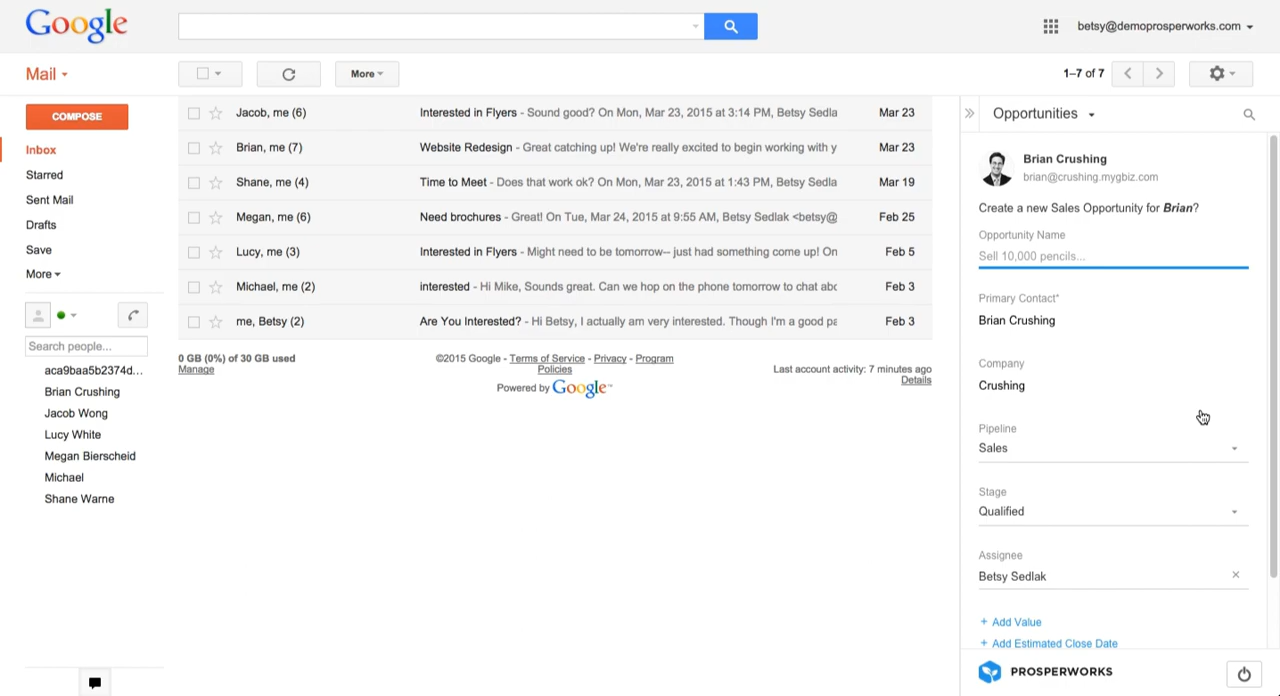 Google
betsy@demoprosperworks.com
Mail
More
1–7 of 7
COMPOSE
Inbox
Starred
Sent Mail
Drafts
Save
More
Search people...
aca9baa5b2374d...
Brian Crushing
Jacob Wong
Lucy White
Megan Bierscheid
Michael
Shane Warne
Jacob, me (6) Interested in Flyers - Sound good? On Mon, Mar 23, 2015 at 3:14 PM, Betsy Sedla Mar 23
Brian, me (7) Website Redesign - Great catching up! We're really excited to begin working with y Mar 23
Shane, me (4) Time to Meet - Does that work ok? On Mon, Mar 23, 2015 at 1:43 PM, Betsy Sedla Mar 19
Megan, me (6) Need brochures - Great! On Tue, Mar 24, 2015 at 9:55 AM, Betsy Sedlak <betsy@ Feb 25
Lucy, me (3) Interested in Flyers - Might need to be tomorrow-- just had something come up! On Feb 5
Michael, me (2) interested - Hi Mike, Sounds great. Can we hop on the phone tomorrow to chat abc Feb 3
me, Betsy (2) Are You Interested? - Hi Betsy, I actually am very interested. Though I'm a good pa Feb 3
0 GB (0%) of 30 GB used
Manage
©2015 Google - Terms of Service - Privacy - Program
Policies
Powered by Google™
Last account activity: 7 minutes ago
Details
Opportunities
Brian Crushing
brian@crushing.mygbiz.com
Create a new Sales Opportunity for Brian?
Opportunity Name
Sell 10,000 pencils...
Primary Contact*
Brian Crushing
Company
Crushing
Pipeline
Sales
Stage
Qualified
Assignee
Betsy Sedlak
+ Add Value
+ Add Estimated Close Date
PROSPERWORKS